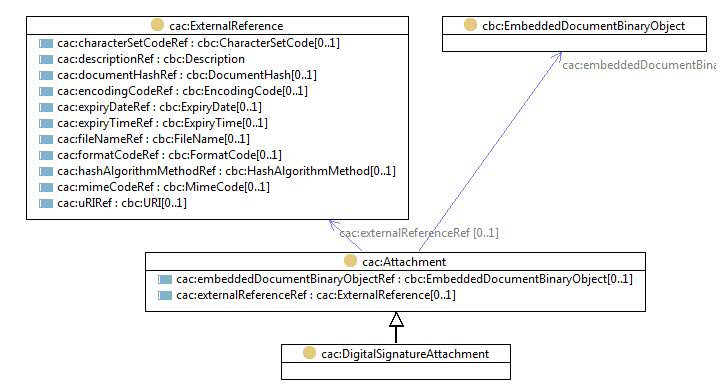 cac:ExternalReference
cac:characterSetCodeRef : cbc:CharacterSetCode[0..1]
cac:descriptionRef : cbc:Description
cac:documentHashRef : cbc:DocumentHash[0..1]
cac:encodingCodeRef : cbc:EncodingCode[0..1]
cac:expiryDateRef : cbc:ExpiryDate[0..1]
cac:expiryTimeRef : cbc:ExpiryTime[0..1]
cac:fileNameRef : cbc:FileName[0..1]
cac:formatCodeRef : cbc:FormatCode[0..1]
cac:hashAlgorithmMethodRef : cbc:HashAlgorithmMethod[0..1]
cac:mimeCodeRef : cbc:MimeCode[0..1]
cac:uRIRef : cbc:URI[0..1]
cbc:EmbeddedDocumentBinaryObject
cac:embeddedDocumentBina
cac:externalReferenceRef [0..1]
cac:Attachment
cac:embeddedDocumentBinaryObjectRef : cbc:EmbeddedDocumentBinaryObject[0..1]
cac:externalReferenceRef : cac:ExternalReference[0..1]
cac:DigitalSignatureAttachment